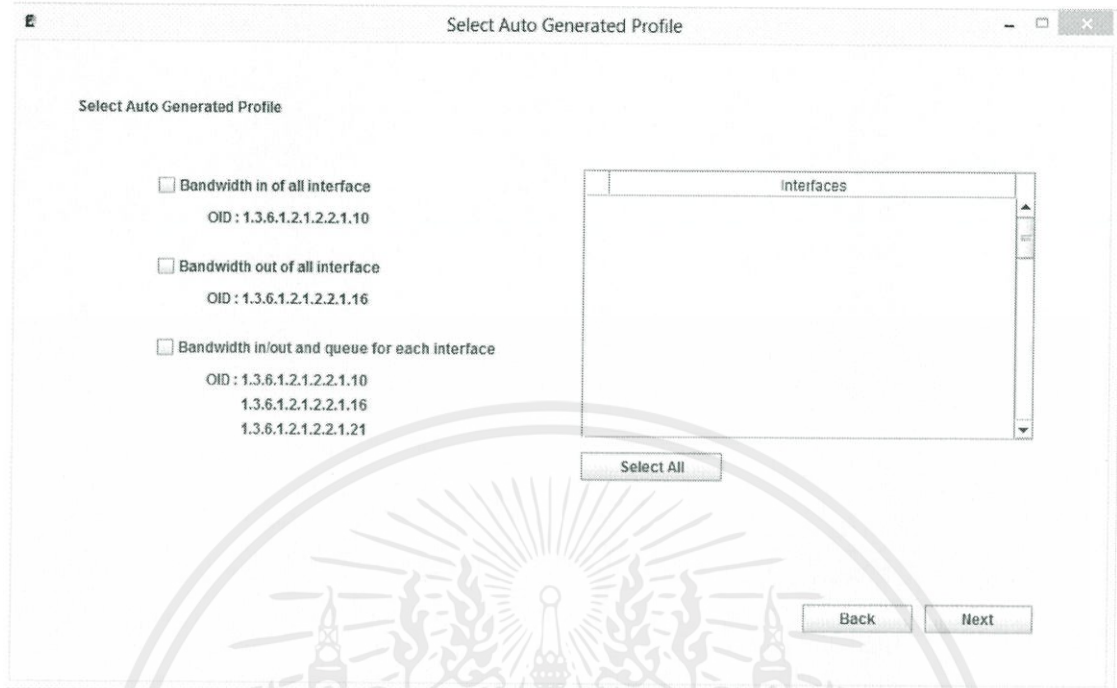 Select Auto Generated Profile
Select Auto Generated Profile
Bandwidth in of all interface
OID : 1.3.6.1.2.1.2.2.1.10
Bandwidth out of all interface
OID : 1.3.6.1.2.1.2.2.1.16
Bandwidth in/out and queue for each interface
OID : 1.3.6.1.2.1.2.2.1.10
1.3.6.1.2.1.2.2.1.16
1.3.6.1.2.1.2.2.1.21
Interfaces
Select All
Back
Next